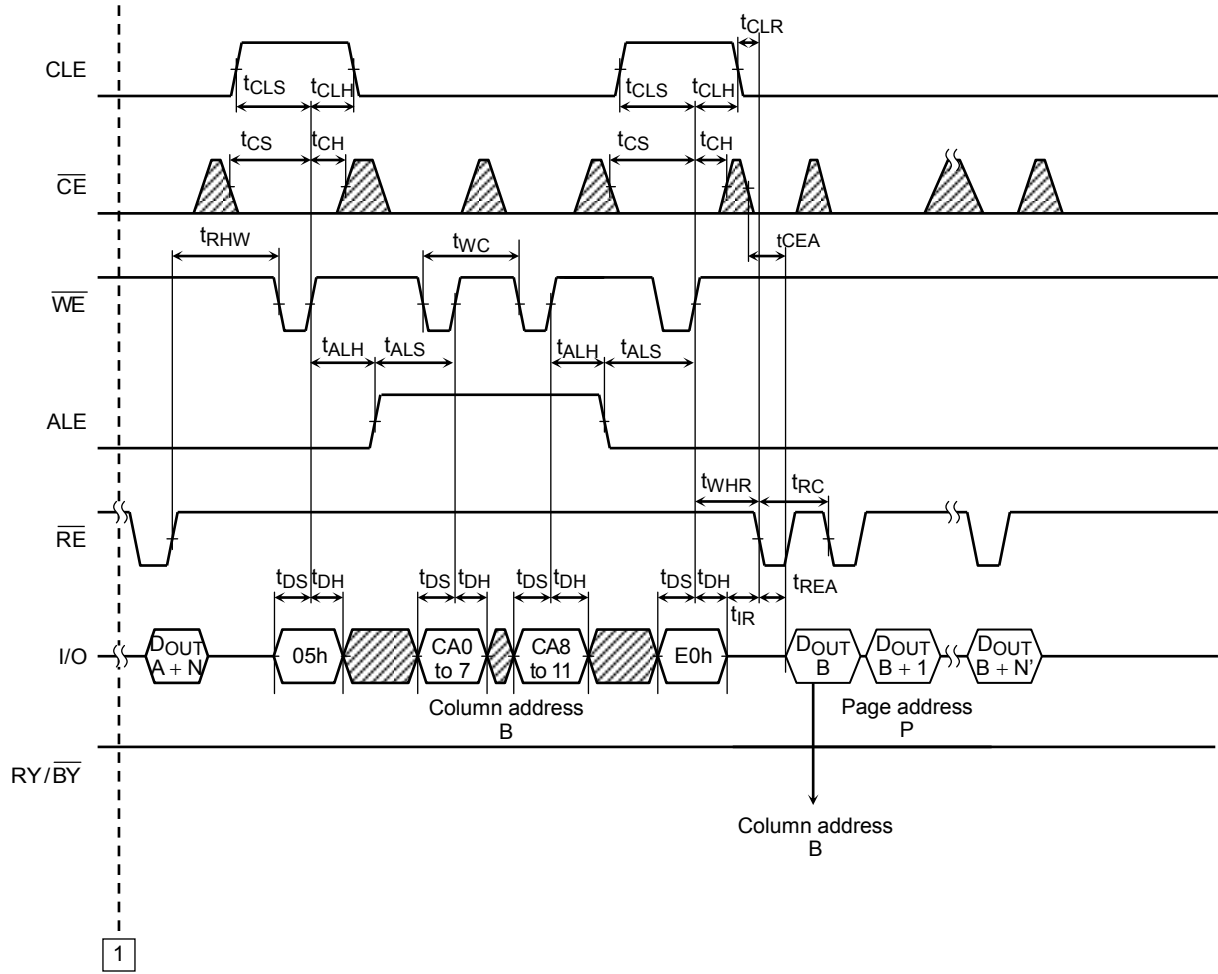 tCLR
CLE
tCLS tCLH tCLS tCLH
tCS tCH tCS tCH
CE
tRHW tWC tCEA
WE
tALH tALS tALH tALS
ALE
tWHR tRC
RE
tDS tDH tDS tDH tDS tDH tDS tDH tREA
tIR
I/O DOUT A + N 05h CA0 to 7 CA8 to 11 E0h DOUT B DOUT B + 1 DOUT B + N’
Column address
B
Page address
P
RY/BY
Column address
B
1